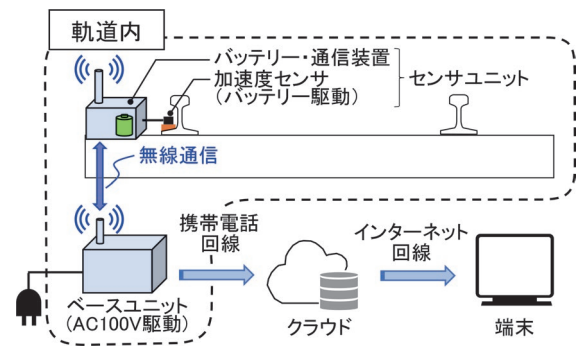 軌道内
バッテリー・通信装置
加速度センサ
(バッテリー駆動)
センサユニット
無線通信
携帯電話
回線
インターネット
回線
ベースユニット
(AC100V駆動)
クラウド
端末